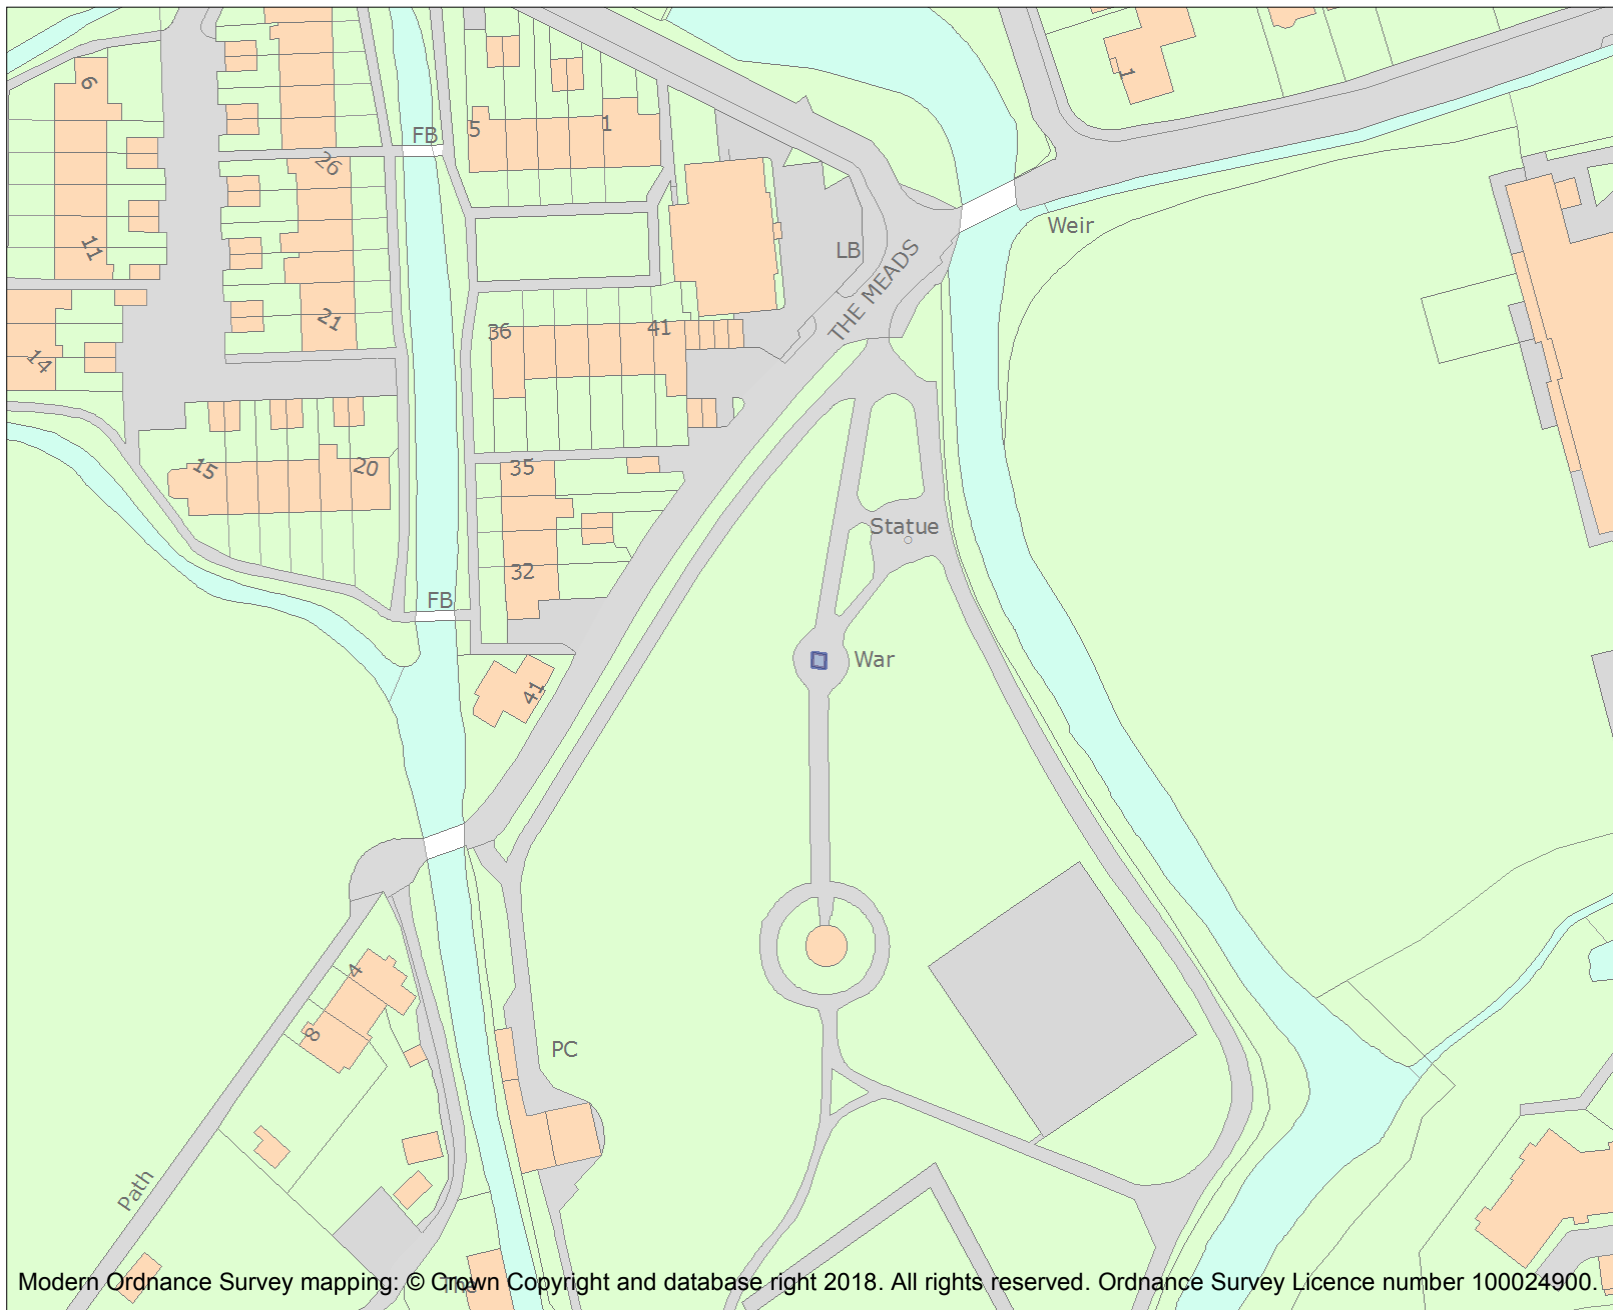 6
1
FB
5
1
26
11
Weir
LB
THE MEADS
21
36
41
14
15
20
35
Statue
32
FB
War
41
4
8
PC
Path
The
Modern Ordnance Survey mapping: © Crown Copyright and database right 2018. All rights reserved. Ordnance Survey Licence number 100024900.